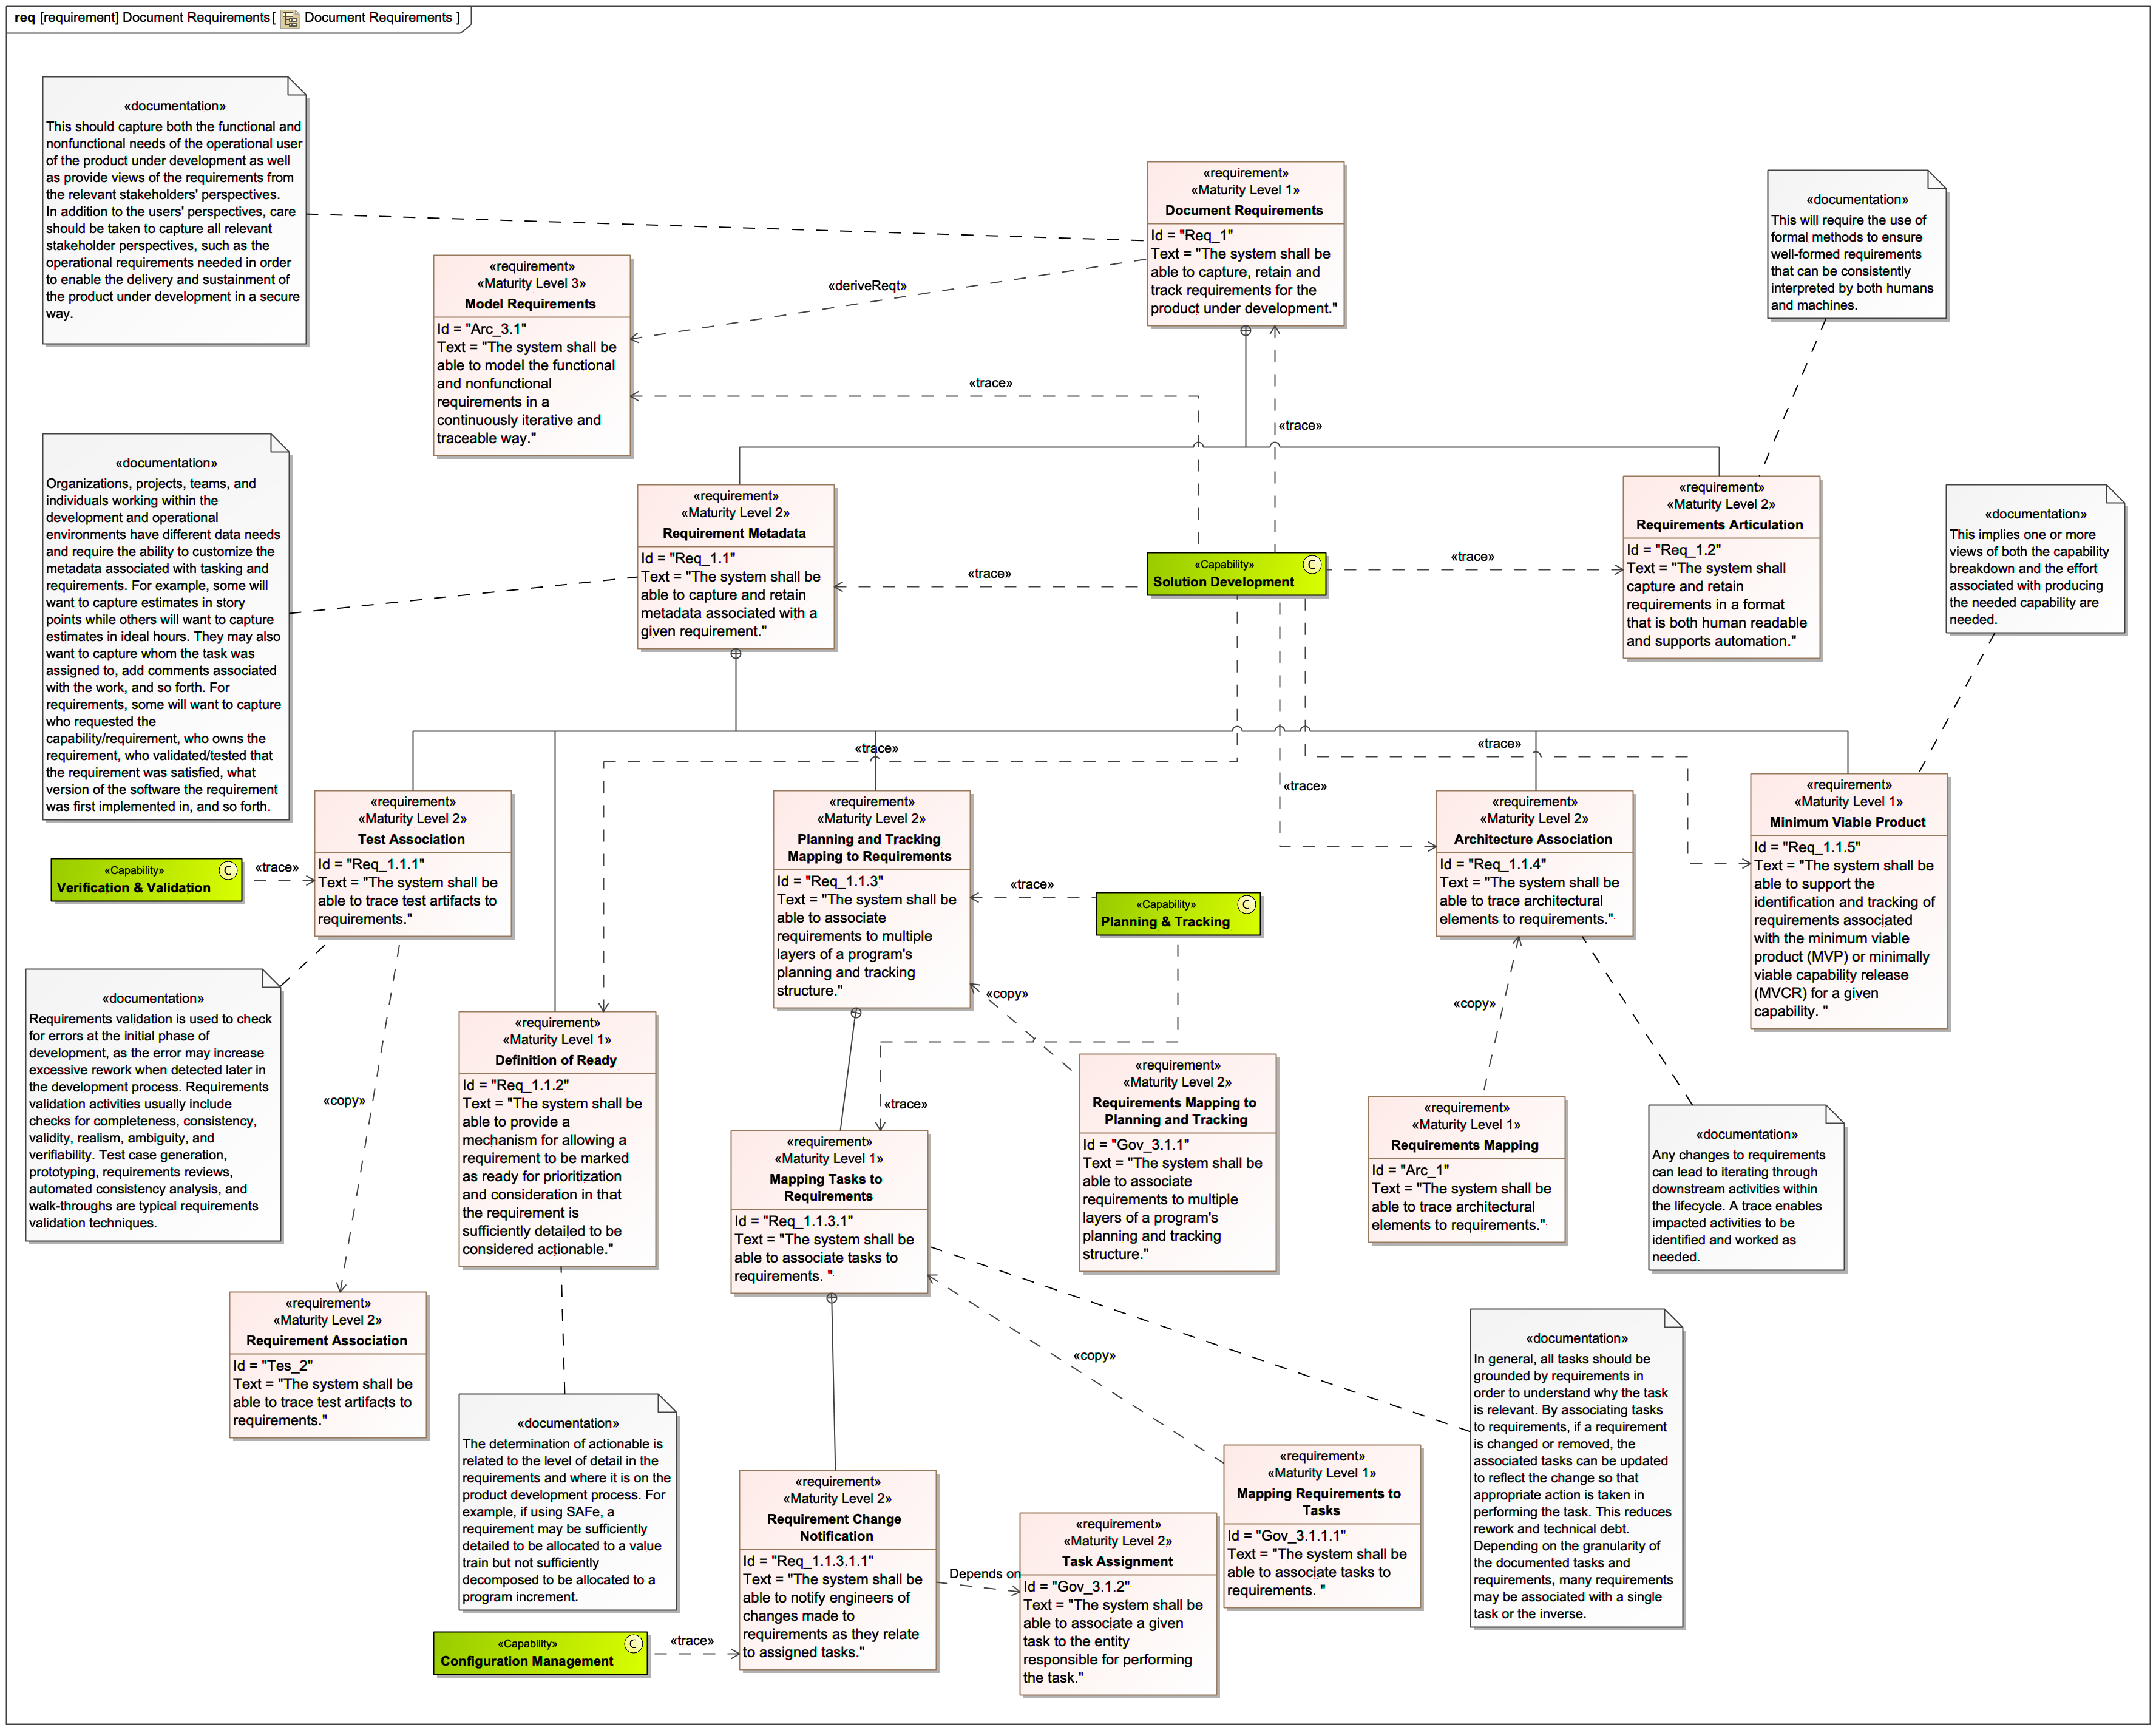 req [requirement] Document Requirements[ Document Requirements ]
«documentation»
This should capture both the functional and
nonfunctional needs of the operational user
of the product under development as well
as provide views of the requirements from
the relevant stakeholders' perspectives.
In addition to the users' perspectives, care
should be taken to capture all relevant
stakeholder perspectives, such as the
operational requirements needed in order
to enable the delivery and sustainment of
the product under development in a secure
way.
«requirement»
«Maturity Level 1»
Document Requirements
Id = "Req_1"
Text = "The system shall be
able to capture, retain and
track requirements for the
product under development."
«documentation»
This will require the use of
formal methods to ensure
well-formed requirements
that can be consistently
interpreted by both humans
and machines.
«requirement»
«Maturity Level 3»
Model Requirements
Id = "Arc_3.1"
Text = "The system shall be
able to model the functional
and nonfunctional
requirements in a
continuously iterative and
traceable way."
«deriveReqt»
«trace»
«trace»
«documentation»
Organizations, projects, teams, and
individuals working within the
development and operational
environments have different data needs
and require the ability to customize the
metadata associated with tasking and
requirements. For example, some will
want to capture estimates in story
points while others will want to capture
estimates in ideal hours. They may also
want to capture whom the task was
assigned to, add comments associated
with the work, and so forth. For
requirements, some will want to capture
who requested the
capability/requirement, who owns the
requirement, who validated/tested that
the requirement was satisfied, what
version of the software the requirement
was first implemented in, and so forth.
«requirement»
«Maturity Level 2»
Requirement Metadata
Id = "Req_1.1"
Text = "The system shall be
able to capture and retain
metadata associated with a
given requirement."
«trace»
«Capability»
C
Solution Development
«trace»
«requirement»
«Maturity Level 2»
Requirements Articulation
Id = "Req_1.2"
Text = "The system shall
capture and retain
requirements in a format
that is both human readable
and supports automation."
«documentation»
This implies one or more
views of both the capability
breakdown and the effort
associated with producing
the needed capability are
needed.
«trace»
«trace»
«trace»
«Capability»
C
Verification & Validation
«trace»
«requirement»
«Maturity Level 2»
Test Association
Id = "Req_1.1.1"
Text = "The system shall be
able to trace test artifacts to
requirements."
«requirement»
«Maturity Level 2»
Planning and Tracking
Mapping to Requirements
Id = "Req_1.1.3"
Text = "The system shall be
able to associate
requirements to multiple
layers of a program's
planning and tracking
structure."
«trace»
«Capability»
C
Planning & Tracking
«requirement»
«Maturity Level 2»
Architecture Association
Id = "Req_1.1.4"
Text = "The system shall be
able to trace architectural
elements to requirements."
«requirement»
«Maturity Level 1»
Minimum Viable Product
Id = "Req_1.1.5"
Text = "The system shall be
able to support the
identification and tracking of
requirements associated
with the minimum viable
product (MVP) or minimally
viable capability release
(MVCR) for a given
capability. "
«documentation»
Requirements validation is used to check
for errors at the initial phase of
development, as the error may increase
excessive rework when detected later in
the development process. Requirements
validation activities usually include
checks for completeness, consistency,
validity, realism, ambiguity, and
verifiability. Test case generation,
prototyping, requirements reviews,
automated consistency analysis, and
walk-throughs are typical requirements
validation techniques.
«copy»
«requirement»
«Maturity Level 1»
Definition of Ready
Id = "Req_1.1.2"
Text = "The system shall be
able to provide a
mechanism for allowing a
requirement to be marked
as ready for prioritization
and consideration in that
the requirement is
sufficiently detailed to be
considered actionable."
«copy»
«trace»
«requirement»
«Maturity Level 2»
Requirements Mapping to
Planning and Tracking
Id = "Gov_3.1.1"
Text = "The system shall be
able to associate
requirements to multiple
layers of a program's
planning and tracking
structure."
«copy»
«requirement»
«Maturity Level 1»
Requirements Mapping
Id = "Arc_1"
Text = "The system shall be
able to trace architectural
elements to requirements."
«documentation»
Any changes to requirements
can lead to iterating through
downstream activities within
the lifecycle. A trace enables
impacted activities to be
identified and worked as
needed.
«requirement»
«Maturity Level 1»
Mapping Tasks to
Requirements
Id = "Req_1.1.3.1"
Text = "The system shall be
able to associate tasks to
requirements. "
«requirement»
«Maturity Level 2»
Requirement Association
Id = "Tes_2"
Text = "The system shall be
able to trace test artifacts to
requirements."
«copy»
«documentation»
In general, all tasks should be
grounded by requirements in
order to understand why the task
is relevant. By associating tasks
to requirements, if a requirement
is changed or removed, the
associated tasks can be updated
to reflect the change so that
appropriate action is taken in
performing the task. This reduces
rework and technical debt.
Depending on the granularity of
the documented tasks and
requirements, many requirements
may be associated with a single
task or the inverse.
«documentation»
The determination of actionable is
related to the level of detail in the
requirements and where it is on the
product development process. For
example, if using SAFe, a
requirement may be sufficiently
detailed to be allocated to a value
train but not sufficiently
decomposed to be allocated to a
program increment.
«requirement»
«Maturity Level 2»
Requirement Change
Notification
Id = "Req_1.1.3.1.1"
Text = "The system shall be
able to notify engineers of
changes made to
requirements as they relate
to assigned tasks."
Depends on
«requirement»
«Maturity Level 2»
Task Assignment
Id = "Gov_3.1.2"
Text = "The system shall be
able to associate a given
task to the entity
responsible for performing
the task."
«requirement»
«Maturity Level 1»
Mapping Requirements to
Tasks
Id = "Gov_3.1.1.1"
Text = "The system shall be
able to associate tasks to
requirements. "
«Capability»
C
Configuration Management
«trace»